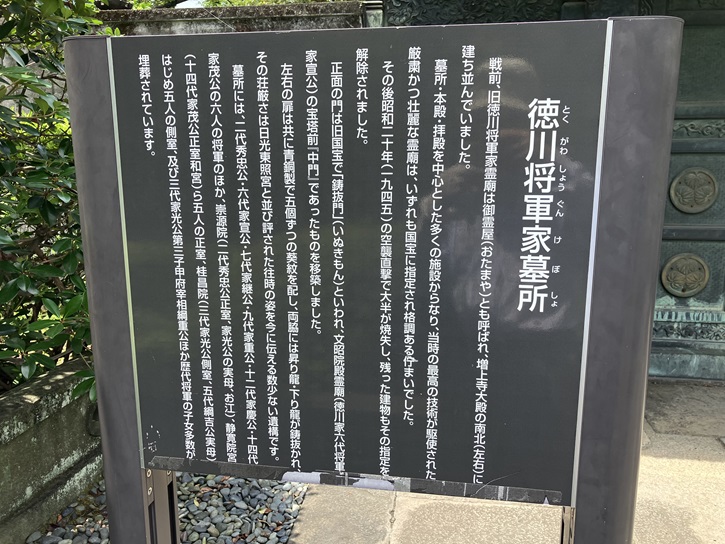 徳川将軍家墓所
とくがわしょうぐんけぼしょ
戦前、旧徳川将軍家霊廟は御霊屋(おたまや)とも呼ばれ、増上寺大殿の南北(左右)に
建ち並んでいました。
墓所・本殿・拝殿を中心とした多くの施設からなり、当時の最高の技術が駆使された
厳粛かつ壮麗な霊廟は、いずれも国宝に指定され格調ある佇まいでした。
その後昭和二十年(一九四五)の空襲直撃で大半が焼失し、残った建物もその指定を
解除されました。
正面の門は旧国宝で「鋳抜門」(いぬきもん)といわれ、文昭院殿霊廟(徳川家六代将軍・
家宣公)の宝塔前「中門」であったものを移築しました。
左右の扉は共に青銅製で五個ずつの葵紋を配し、両脇には昇り龍・下り龍が鋳抜かれ、
その荘厳さは日光東照宮と並び評された往時の姿を今に伝える数少ない遺構です。
墓所には、二代秀忠公・六代家宣公・七代家継公・九代家重公・十二代家慶公・十四代
家茂公の六人の将軍のほか、崇源院(二代秀忠公正室、家光公の実母、お江)、静寛院宮
(十四代家茂公正室和宮)ら五人の正室、桂昌院(三代家光公側室、五代綱吉公実母)
はじめ五人の側室、及び三代家光公第三子甲府宰相綱重公ほか歴代将軍の子女多数が
埋葬されています。